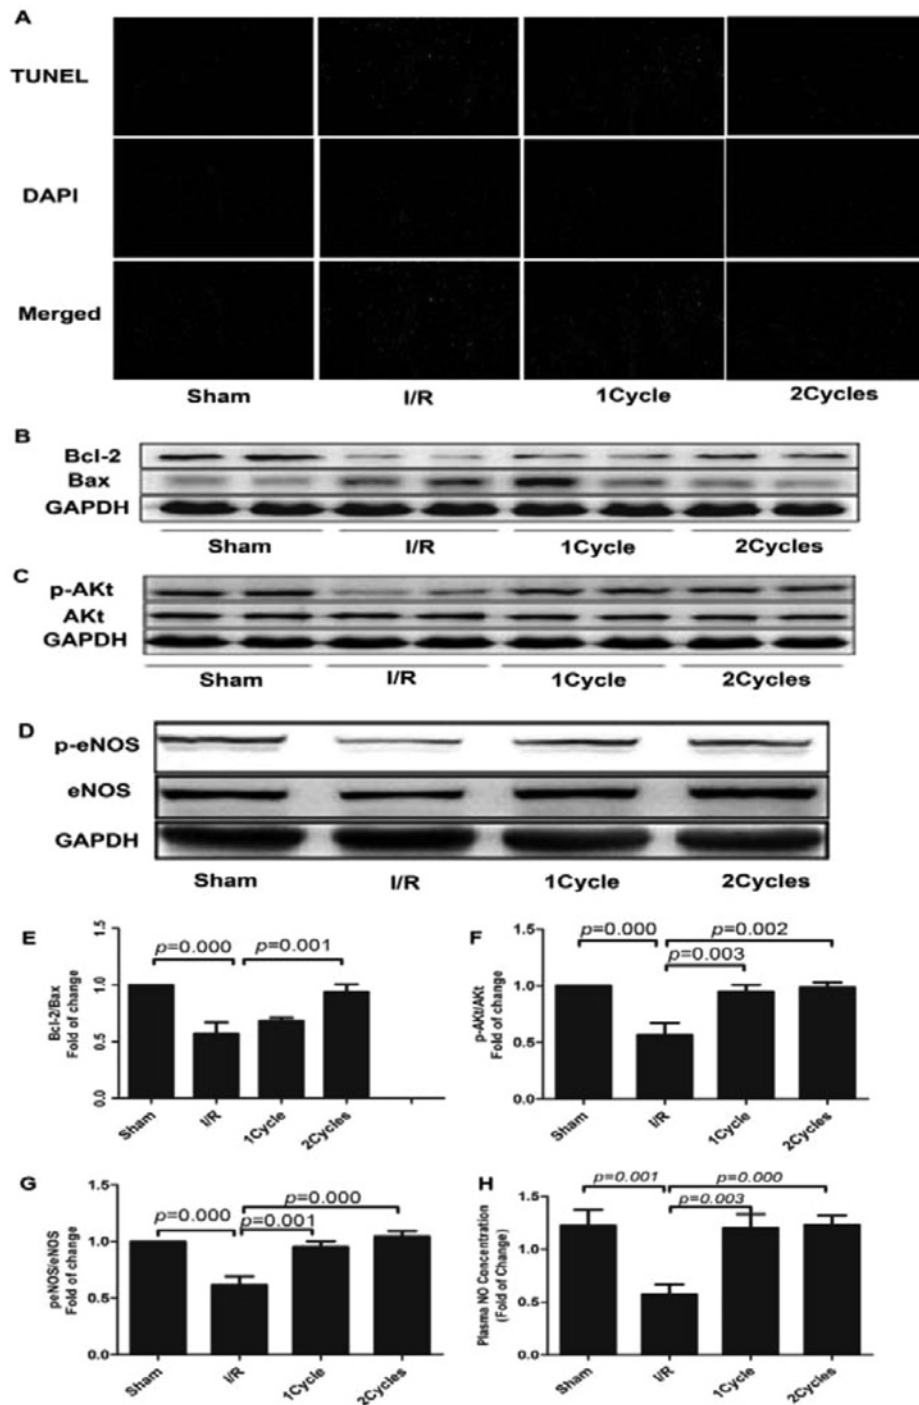 A
TUNEL
DAPI
Merged
Sham I/R 1Cycle 2Cycles
B
Bcl-2
Bax
GAPDH
Sham I/R 1Cycle 2Cycles
C
p-AKt
AKt
GAPDH
Sham I/R 1Cycle 2Cycles
D
p-eNOS
eNOS
GAPDH
Sham I/R 1Cycle 2Cycles
E
Bcl-2/Bax
Fold of change
1.5
1.0
0.5
0.0
p=0.000 p=0.001
Sham I/R 1Cycle 2Cycles
F
p-AKt/AKt
Fold of change
1.5
1.0
0.5
0.0
p=0.000 p=0.002
p=0.003
Sham I/R 1Cycle 2Cycles
G
peNOS/eNOS
Fold of change
1.5
1.0
0.5
0.0
p=0.000
p=0.000 p=0.001
Sham I/R 1Cycle 2Cycles
H
Plasma NO Concentration
(Fold of Change)
1.5
1.0
0.5
0.0
p=0.001 p=0.000
p=0.003
Sham I/R 1Cycle 2Cycles